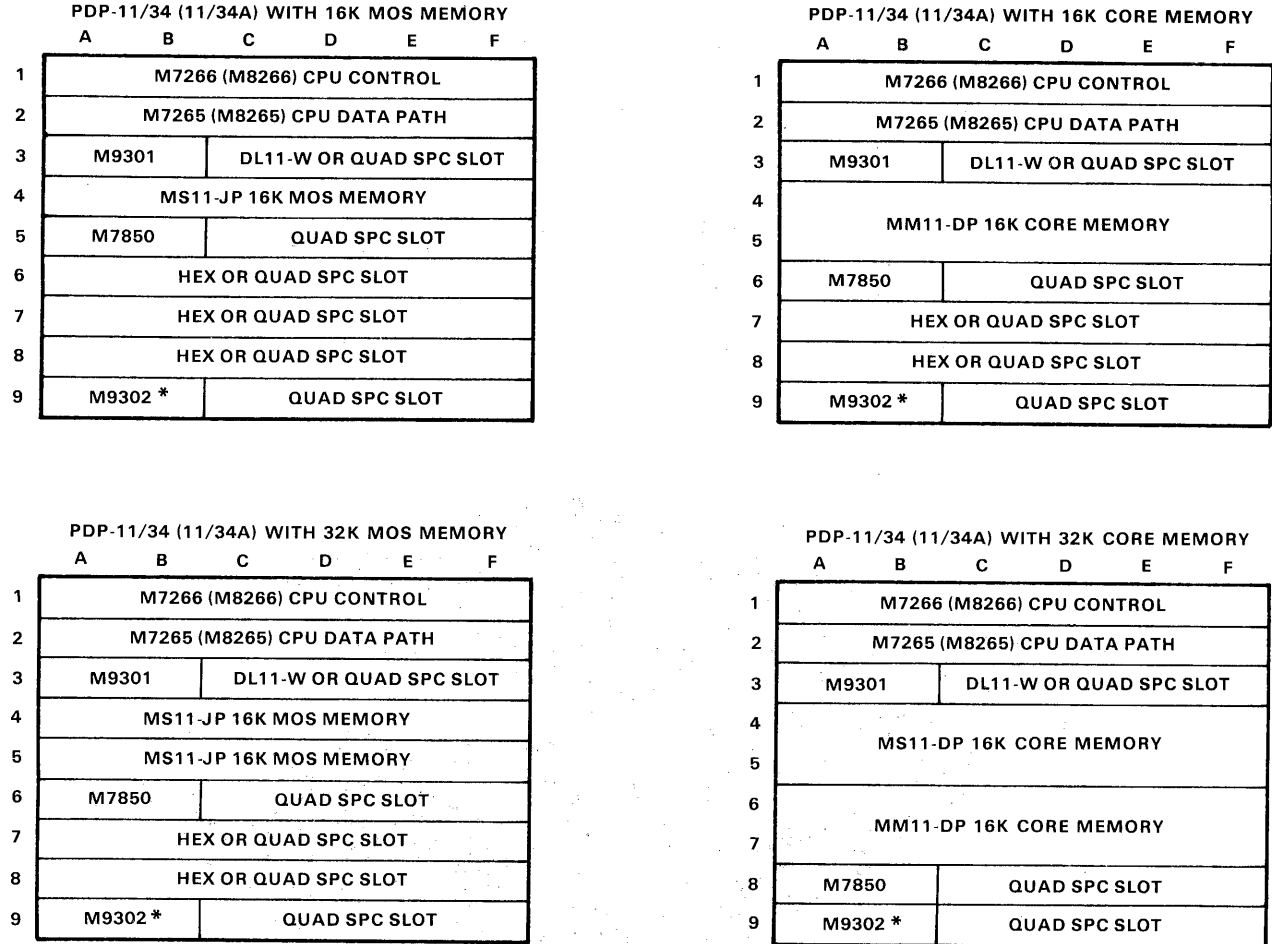 PDP-11/34 (11/34A) WITH 16K MOS MEMORY
A B C D E F
1 M7266 (M8266) CPU CONTROL
2 M7265 (M8265) CPU DATA PATH
3 M9301 DL11-W OR QUAD SPC SLOT
4 MS11-JP 16K MOS MEMORY
5 M7850 QUAD SPC SLOT
6 HEX OR QUAD SPC SLOT
7 HEX OR QUAD SPC SLOT
8 HEX OR QUAD SPC SLOT
9 M9302 * QUAD SPC SLOT
PDP-11/34 (11/34A) WITH 16K CORE MEMORY
A B C D E F
1 M7266 (M8266) CPU CONTROL
2 M7265 (M8265) CPU DATA PATH
3 M9301 DL11-W OR QUAD SPC SLOT
4
MM11-DP 16K CORE MEMORY
5
6 M7850 QUAD SPC SLOT
7 HEX OR QUAD SPC SLOT
8 HEX OR QUAD SPC SLOT
9 M9302 * QUAD SPC SLOT
PDP-11/34 (11/34A) WITH 32K MOS MEMORY
A B C D E F
1 M7266 (M8266) CPU CONTROL
2 M7265 (M8265) CPU DATA PATH
3 M9301 DL11-W OR QUAD SPC SLOT
4 MS11-JP 16K MOS MEMORY
5 MS11-JP 16K MOS MEMORY
6 M7850 QUAD SPC SLOT
7 HEX OR QUAD SPC SLOT
8 HEX OR QUAD SPC SLOT
9 M9302 * QUAD SPC SLOT
PDP-11/34 (11/34A) WITH 32K CORE MEMORY
A B C D E F
1 M7266 (M8266) CPU CONTROL
2 M7265 (M8265) CPU DATA PATH
3 M9301 DL11-W OR QUAD SPC SLOT
4
MS11-DP 16K CORE MEMORY
5
6
MM11-DP 16K CORE MEMORY
7
8 M7850 QUAD SPC SLOT
9 M9302 * QUAD SPC SLOT